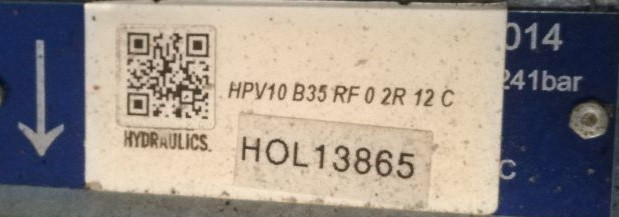 014
241bar
HPV10 B35 RF 0 2R 12 C
HYDRAULICS.
HOL13865
C